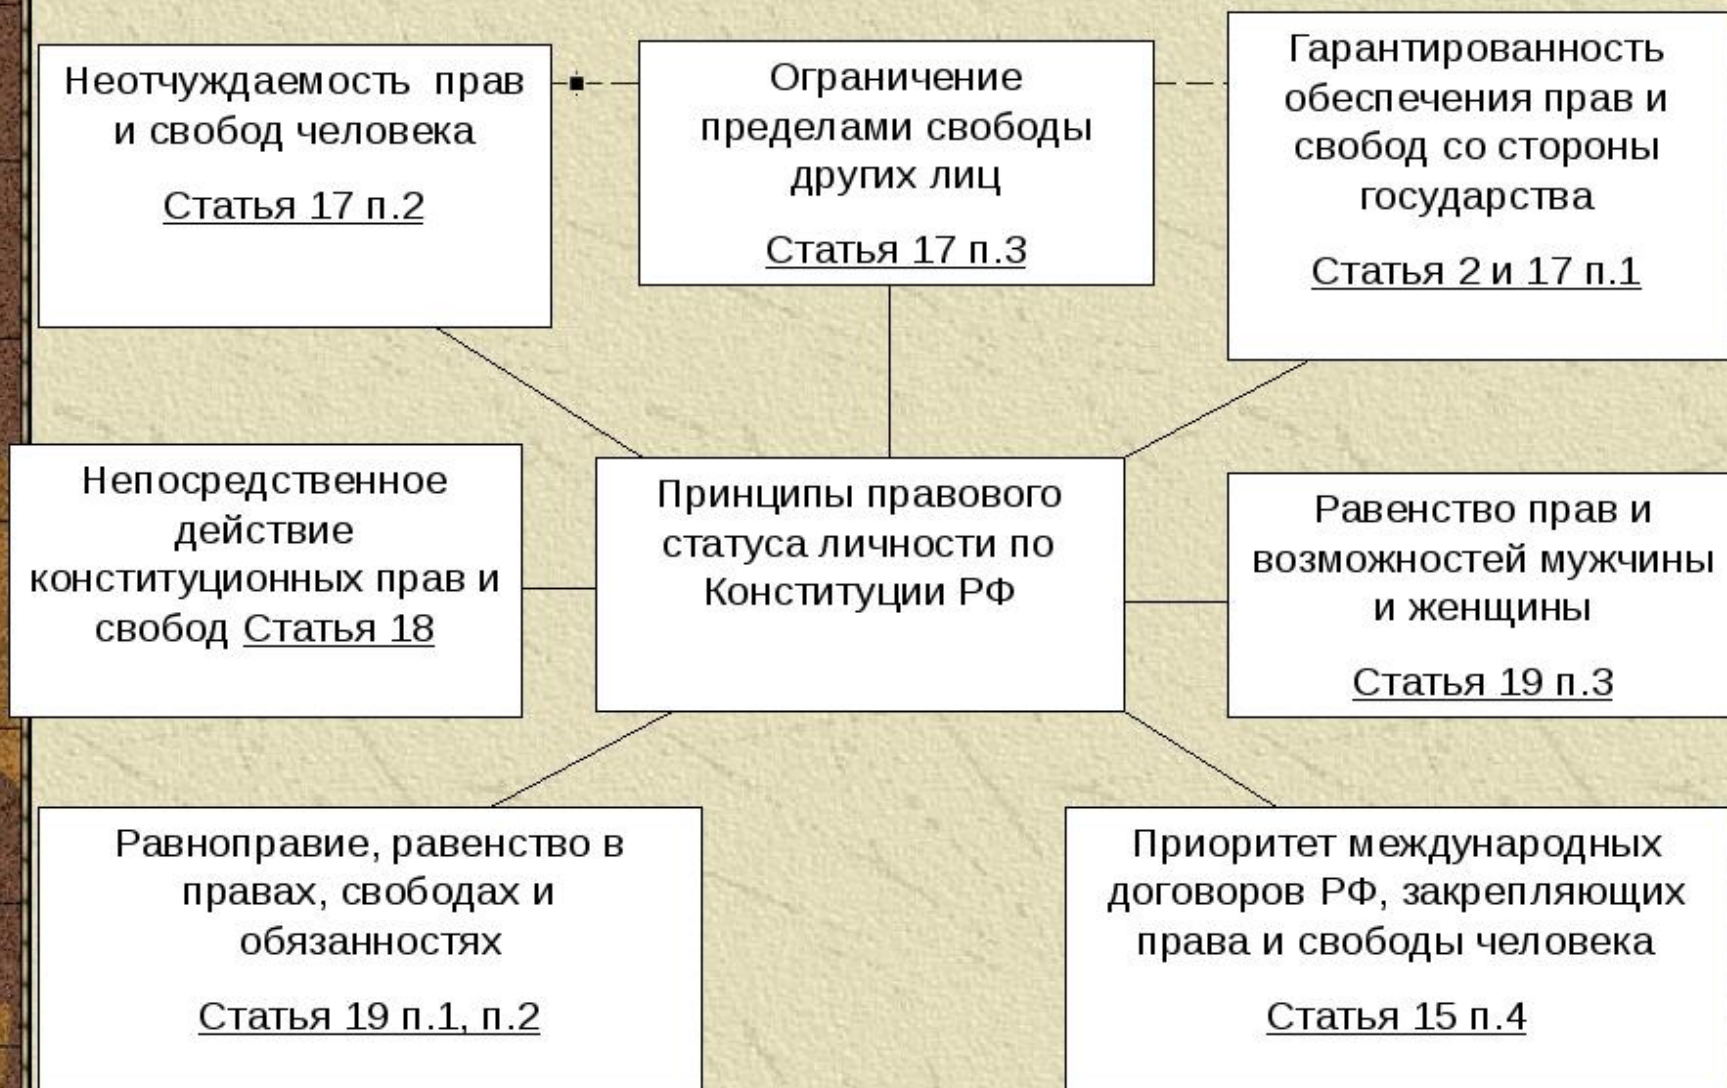 Неотчуждаемость прав
и свобод человека
Статья 17 п.2
Ограничение
пределами свободы
других лиц
Статья 17 п.3
Гарантированность
обеспечения прав и
свобод со стороны
государства
Статья 2 и 17 п.1
Непосредственное
действие
конституционных прав и
свобод Статья 18
Принципы правового
статуса личности по
Конституции РФ
Равенство прав и
возможностей мужчины
и женщины
Статья 19 п.3
Равноправие, равенство в
правах, свободах и
обязанностях
Статья 19 п.1, п.2
Приоритет международных
договоров РФ, закрепляющих
права и свободы человека
Статья 15 п.4